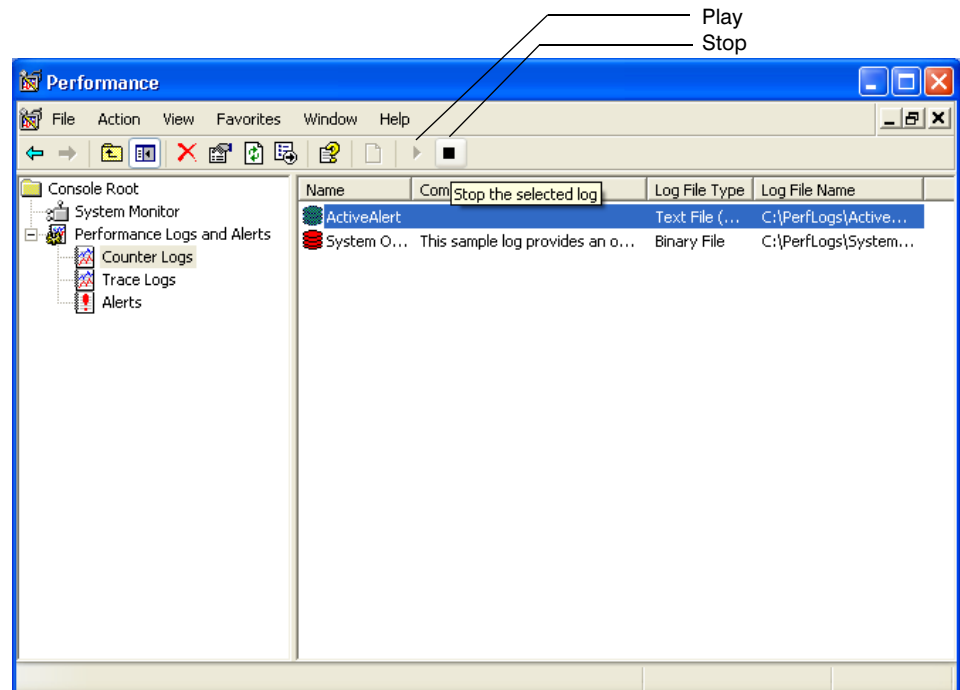 Play
Stop
Performance
File Action View Favorites Window Help
Console Root
System Monitor
Performance Logs and Alerts
Counter Logs
Trace Logs
Alerts
Name Com Log File Type Log File Name
Stop the selected log
ActiveAlert Text File (... C:\PerfLogs\Active...
System O... This sample log provides an o... Binary File C:\PerfLogs\System...